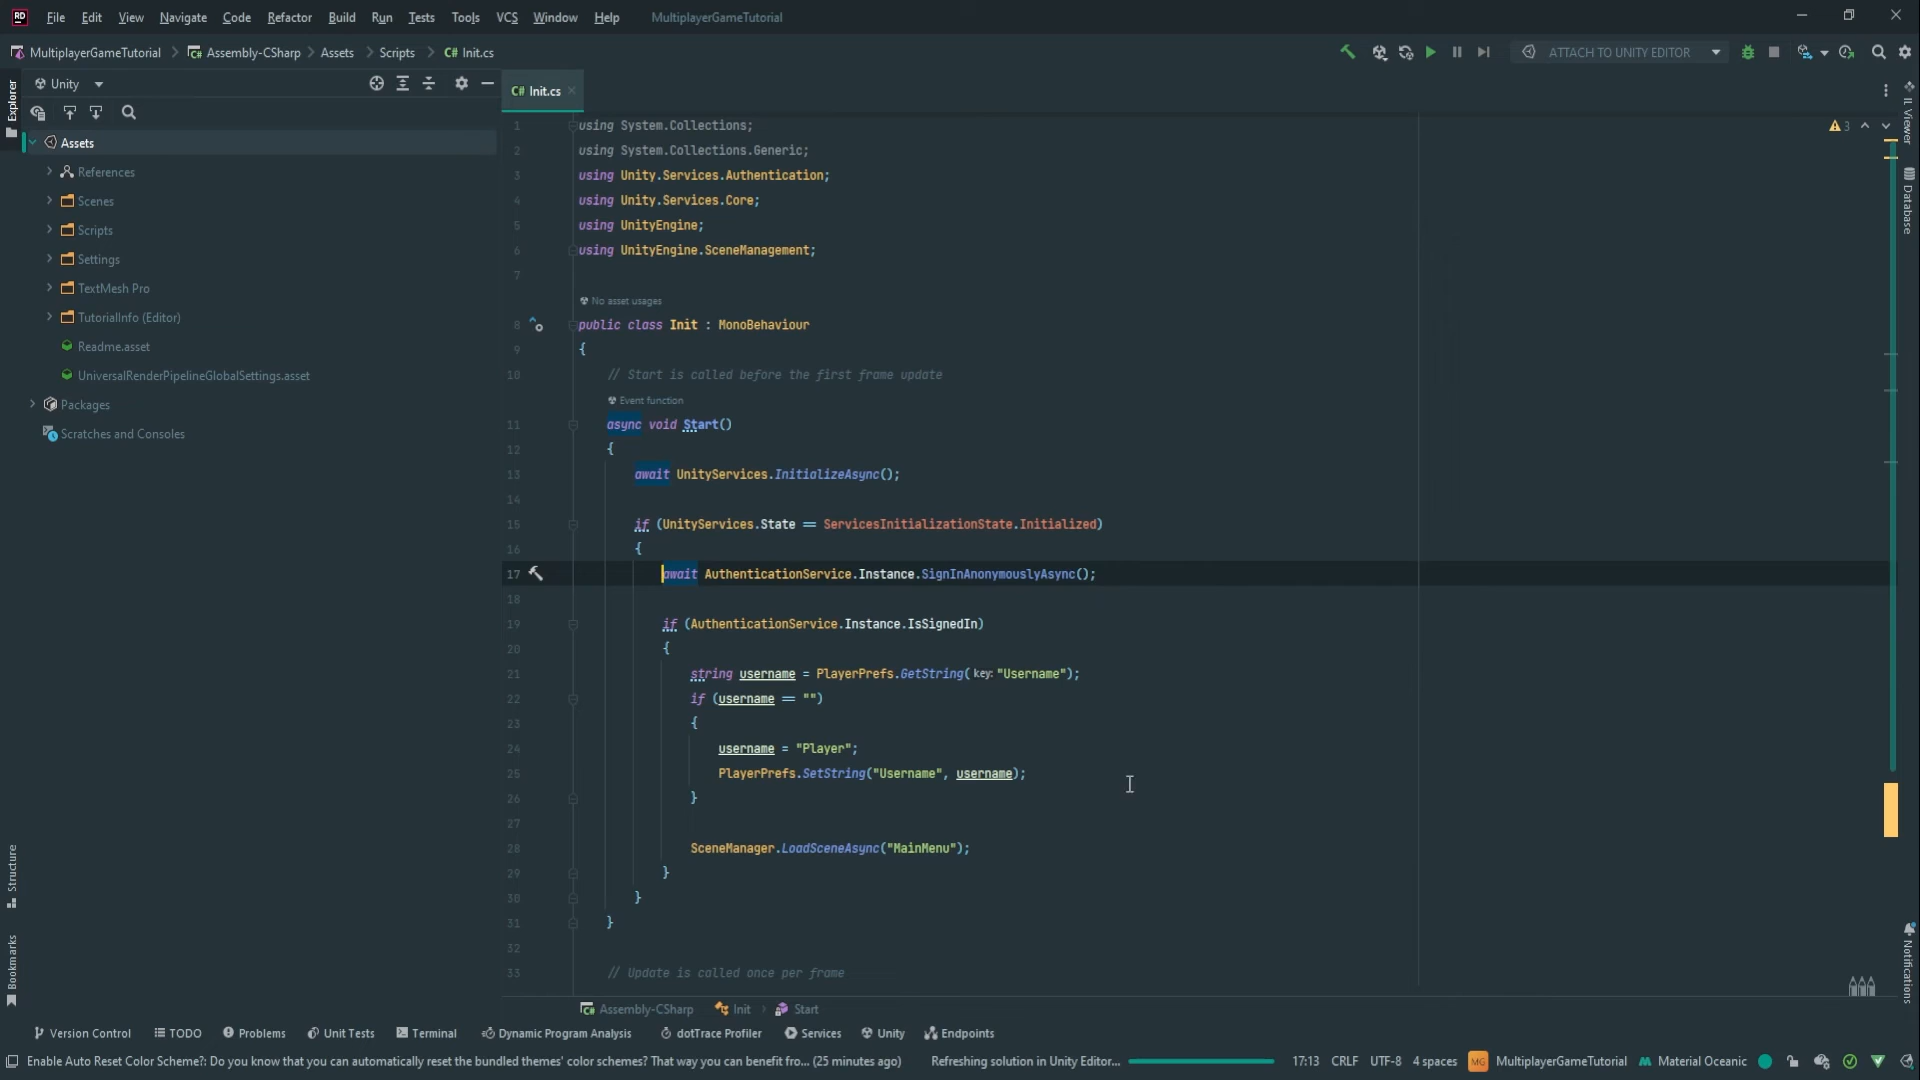 File Edit View Navigate Code Refactor Build Run Tests Tools VCS Window Help MultiplayerGameTutorial
MultiplayerGameTutorial Assembly-CSharp Assets Scripts C# Init.cs ATTACH TO UNITY EDITOR
Explorer
Unity
C# Init.cs
IL Viewer
Database
Assets
References
Scenes
Scripts
Settings
TextMesh Pro
TutorialInfo (Editor)
Readme.asset
UniversalRenderPipelineGlobalSettings.asset
Packages
Scratches and Consoles
3
1 using System.Collections;
2 using System.Collections.Generic;
3 using Unity.Services.Authentication;
4 using Unity.Services.Core;
5 using UnityEngine;
6 using UnityEngine.SceneManagement;
7
No asset usages
8 public class Init : MonoBehaviour
9 {
10 // Start is called before the first frame update
Event function
11 async void Start()
12 {
13 await UnityServices.InitializeAsync();
14
15 if (UnityServices.State == ServicesInitializationState.Initialized)
16 {
17 await AuthenticationService.Instance.SignInAnonymouslyAsync();
18
19 if (AuthenticationService.Instance.IsSignedIn)
20 {
21 string username = PlayerPrefs.GetString( key: "Username");
22 if (username == "")
23 {
24 username = "Player";
25 PlayerPrefs.SetString("Username", username);
26 }
27
28 SceneManager.LoadSceneAsync("MainMenu");
29 }
30 }
31 }
32
33 // Update is called once per frame
Structure
Bookmarks
Notifications
Assembly-CSharp Init Start
Version Control TODO Problems Unit Tests Terminal Dynamic Program Analysis dotTrace Profiler Services Unity Endpoints
Enable Auto Reset Color Scheme?: Do you know that you can automatically reset the bundled themes' color schemes? That way you can benefit fro... (25 minutes ago) Refreshing solution in Unity Editor... 17:13 CRLF UTF-8 4 spaces MG MultiplayerGameTutorial Material Oceanic